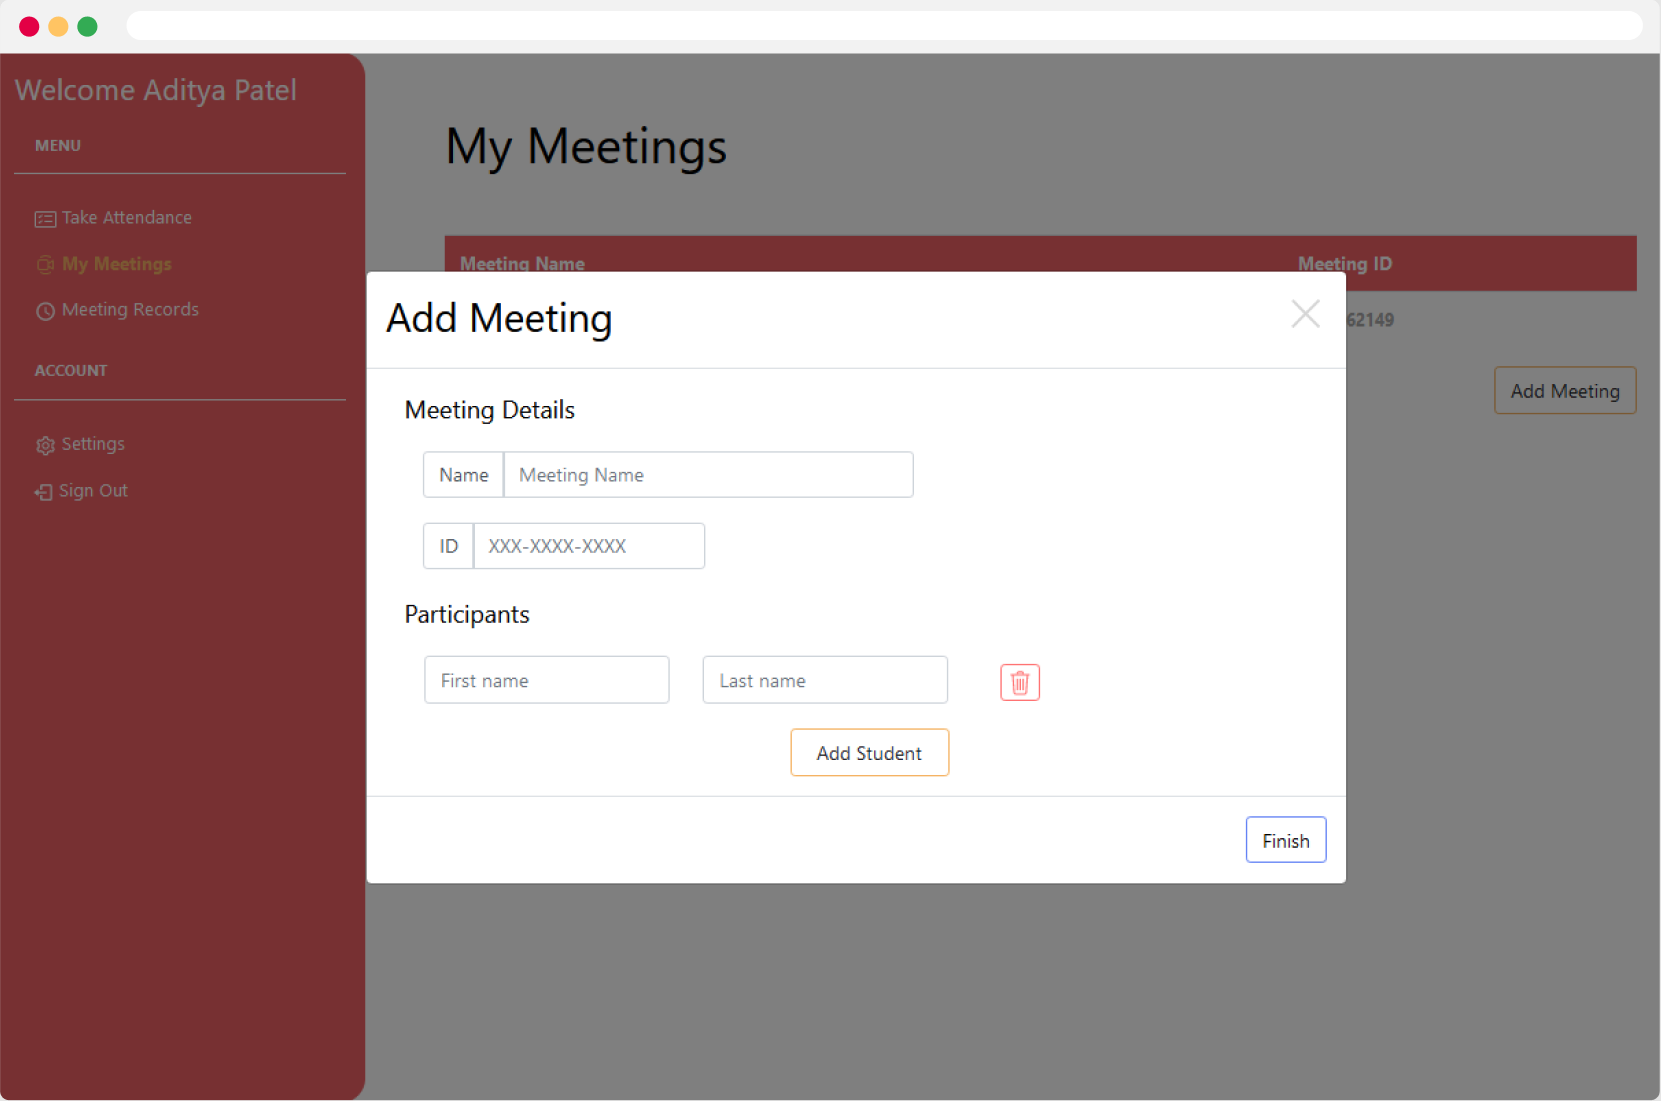 Welcome Aditya Patel
MENU
Take Attendance
My Meetings
Meeting Records
ACCOUNT
Settings
Sign Out
My Meetings
Meeting Name Meeting ID
62149
Add Meeting
Add Meeting
Meeting Details
Name Meeting Name
ID XXX-XXXX-XXXX
Participants
First name Last name
Add Student
Finish